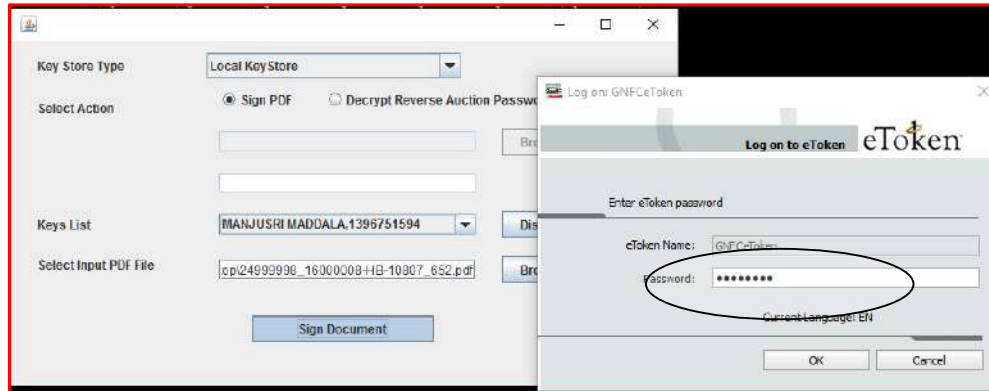 Key Store Type
Local KeyStore
Select Action
Sign PDF
Decrypt Reverse Auction Passwo
Bro
Keys List
MANJUSRI MADDALA,1396751594
Dis
Select Input PDF File
op\24999998_16000008-HB-10807_652.pdf
Bro
Sign Document
Log on: GNFCeToken
Log on to eToken
eToken
Enter eToken password
eToken Name:
GNFCeToken
Password:
••••••••
Current Language: EN
OK
Cancel